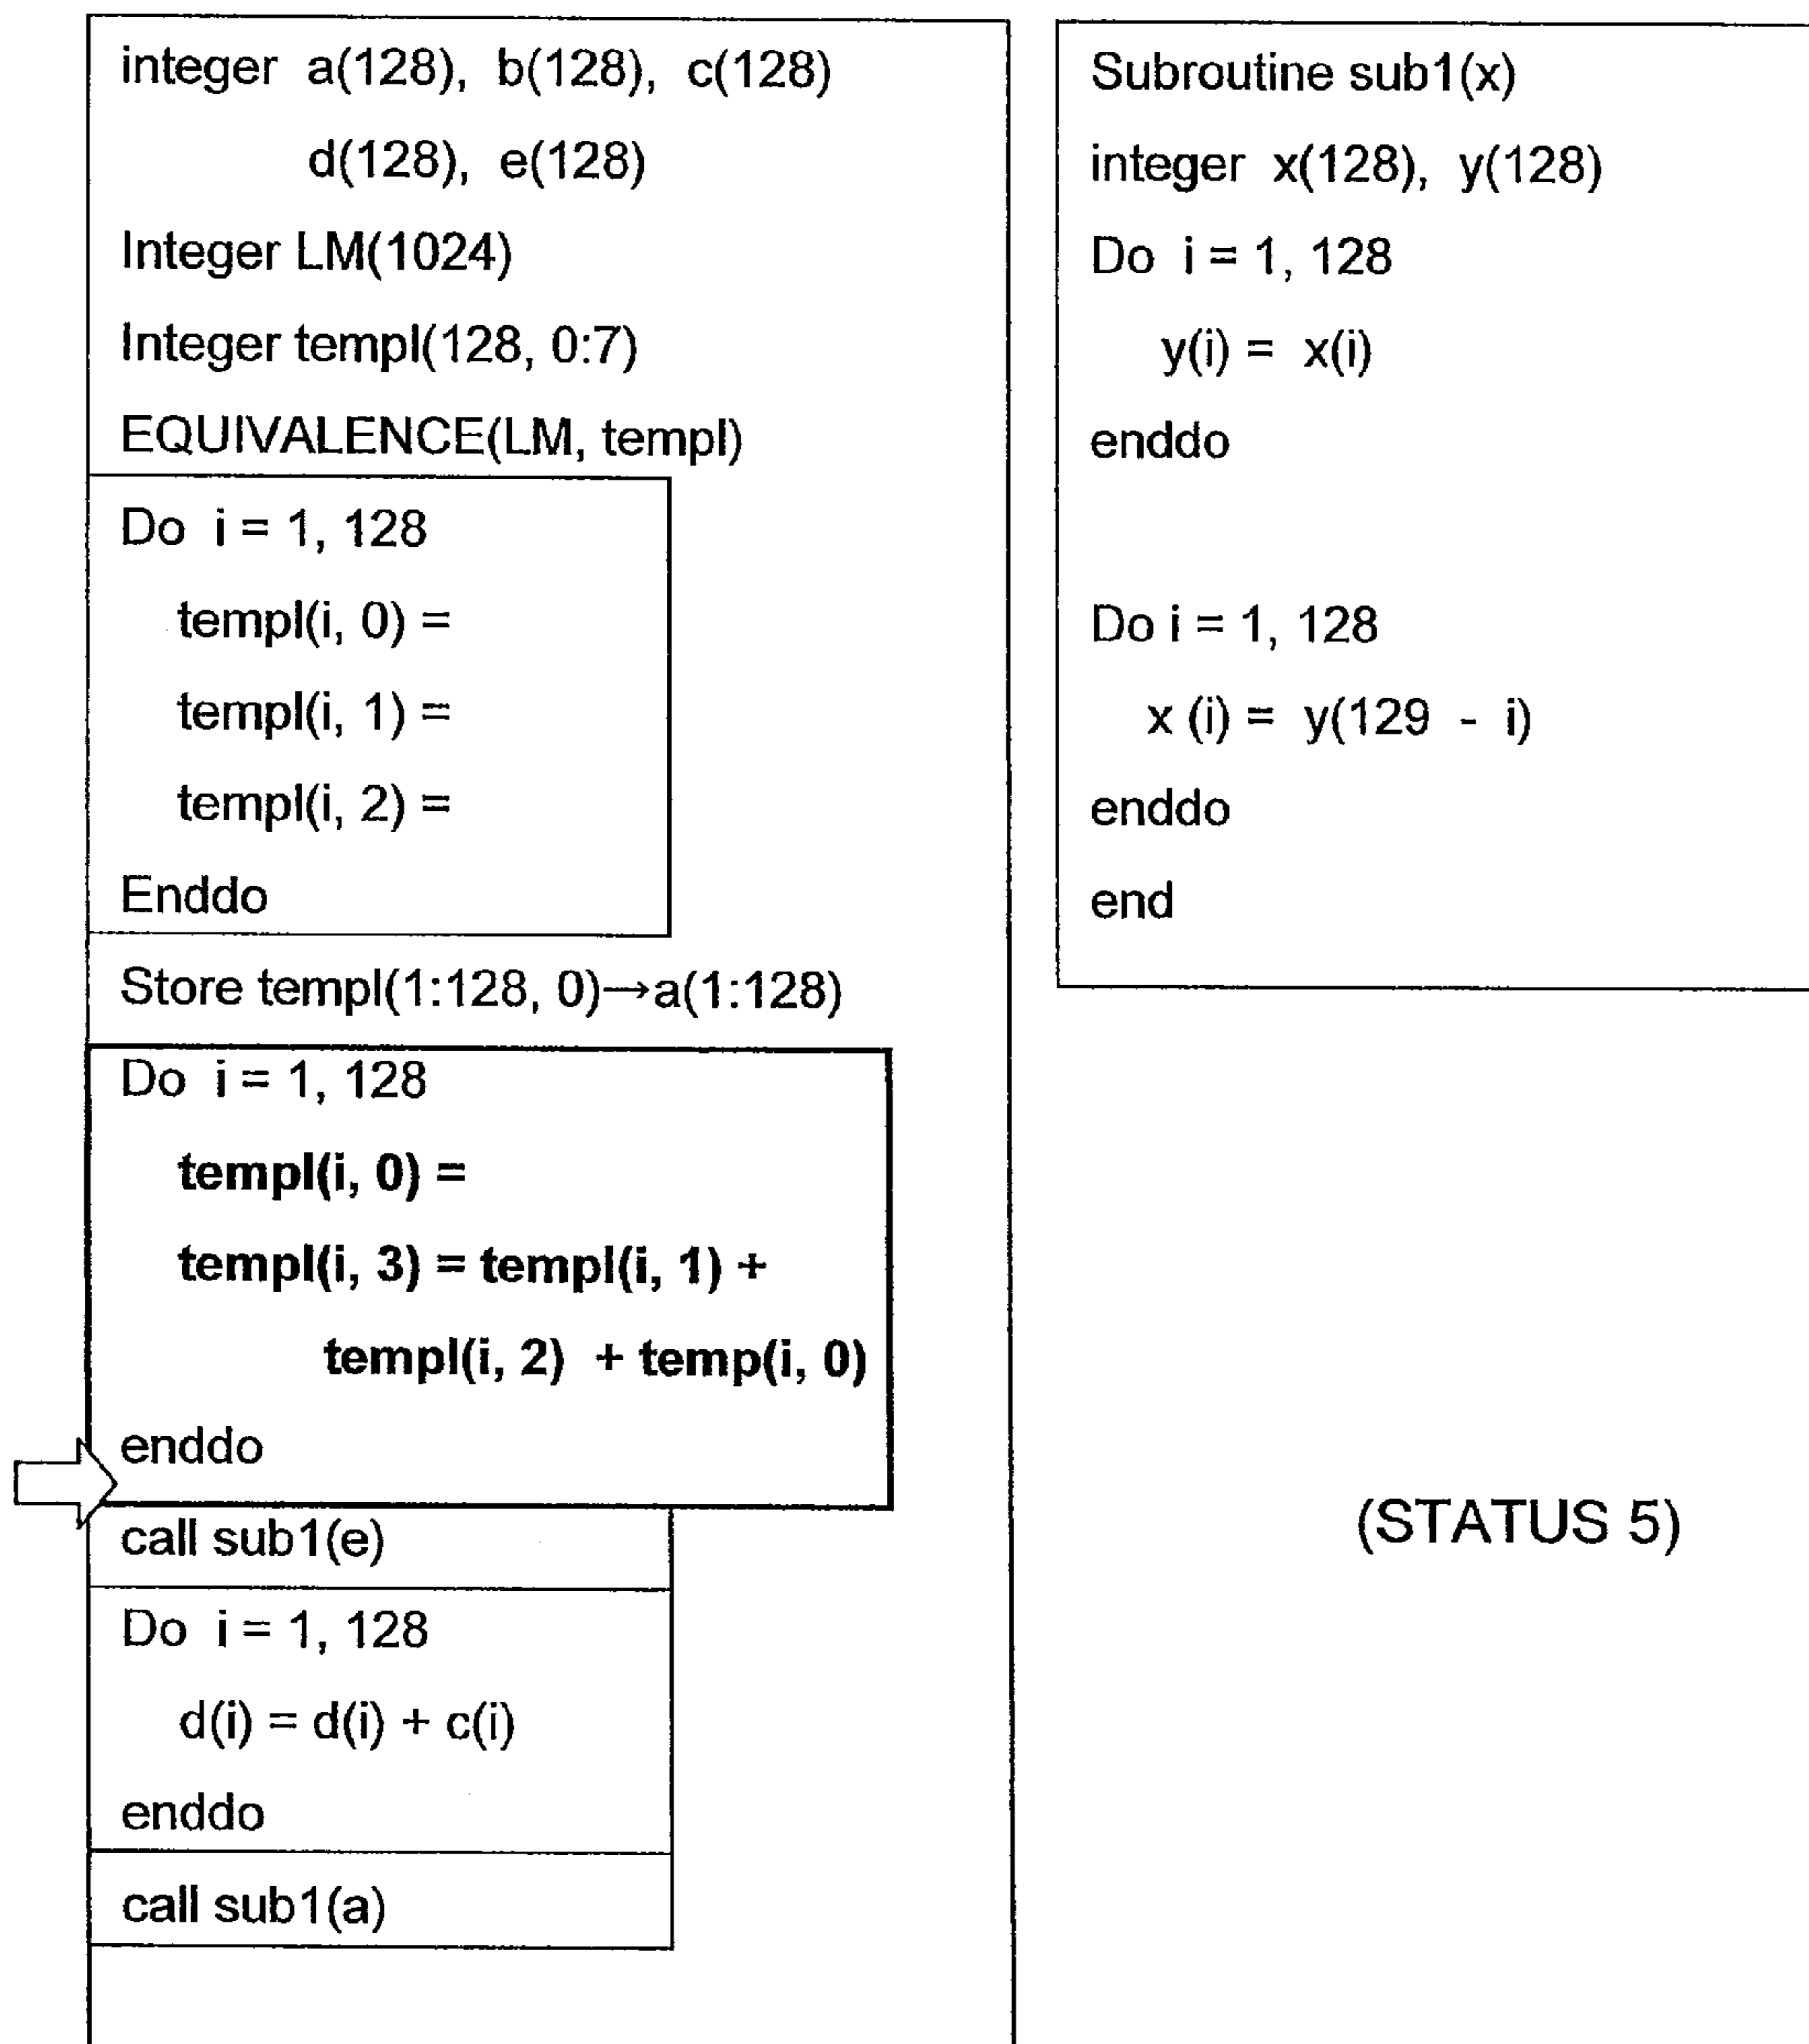 integer a(128), b(128), c(128)
d(128), e(128)
Integer LM(1024)
Integer templ(128, 0:7)
EQUIVALENCE(LM, templ)
Do i = 1, 128
templ(i, 0) =
templ(i, 1) =
templ(i, 2) =
Enddo
Store templ(1:128, 0)→a(1:128)
Do i = 1, 128
templ(i, 0) =
templ(i, 3) = templ(i, 1) +
templ(i, 2) + temp(i, 0)
enddo
call sub1(e)
Do i = 1, 128
d(i) = d(i) + c(i)
enddo
call sub1(a)
Subroutine sub1(x)
integer x(128), y(128)
Do i = 1, 128
y(i) = x(i)
enddo
Do i = 1, 128
x (i) = y(129 - i)
enddo
end
(STATUS 5)